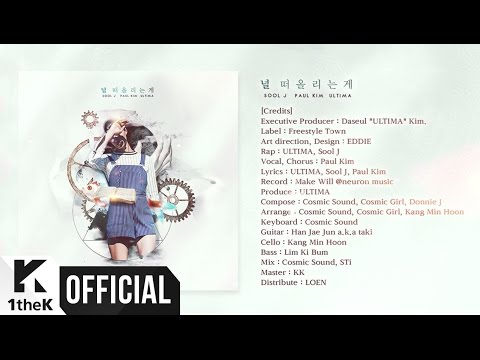 널 떠올리는게
SOOL J PAUL KIM ULTIMA
널 떠올리는게
SOOL J PAUL KIM ULTIMA
[Credits]
Executive Producer : Daseul "ULTIMA" Kim,
Label : Freestyle Town
Art direction, Design : EDDIE
Rap : ULTIMA, Sool J
Vocal, Chorus : Paul Kim
Lyrics : ULTIMA, Sool J, Paul Kim
Record : Make Will @neuron music
Produce : ULTIMA
Compose : Cosmic Sound, Cosmic Girl, Donnie J
Arrange - Cosmic Sound, Cosmic Girl, Kang Min Hoon
Keyboard : Cosmic Sound
Guitar : Han Jae Jun a.k.a taki
Cello : Kang Min Hoon
Bass : Lim Ki Bum
Mix : Cosmic Sound, STi
Master : KK
Distribute : LOEN
1theK OFFICIAL